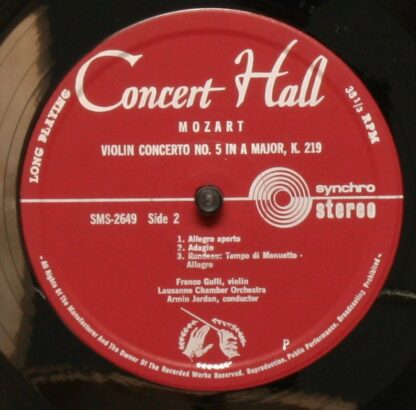 Concert Hall
LONG PLAYING
33 1/3 RPM
MOZART
VIOLIN CONCERTO NO. 5 IN A MAJOR, K. 219
synchro
stereo
SMS-2649 Side 2
1. Allegro aperto
2. Adagio
3. Rondeau: Tempo di Menuetto -
Allegro
Franco Gulli, violin
Lausanne Chamber Orchestra
Armin Jordan, conductor
P
- All Rights Of The Manufacturer And The Owner Of The Recorded Works Reserved. Reproduction, Public Performance, Broadcasting Prohibited -